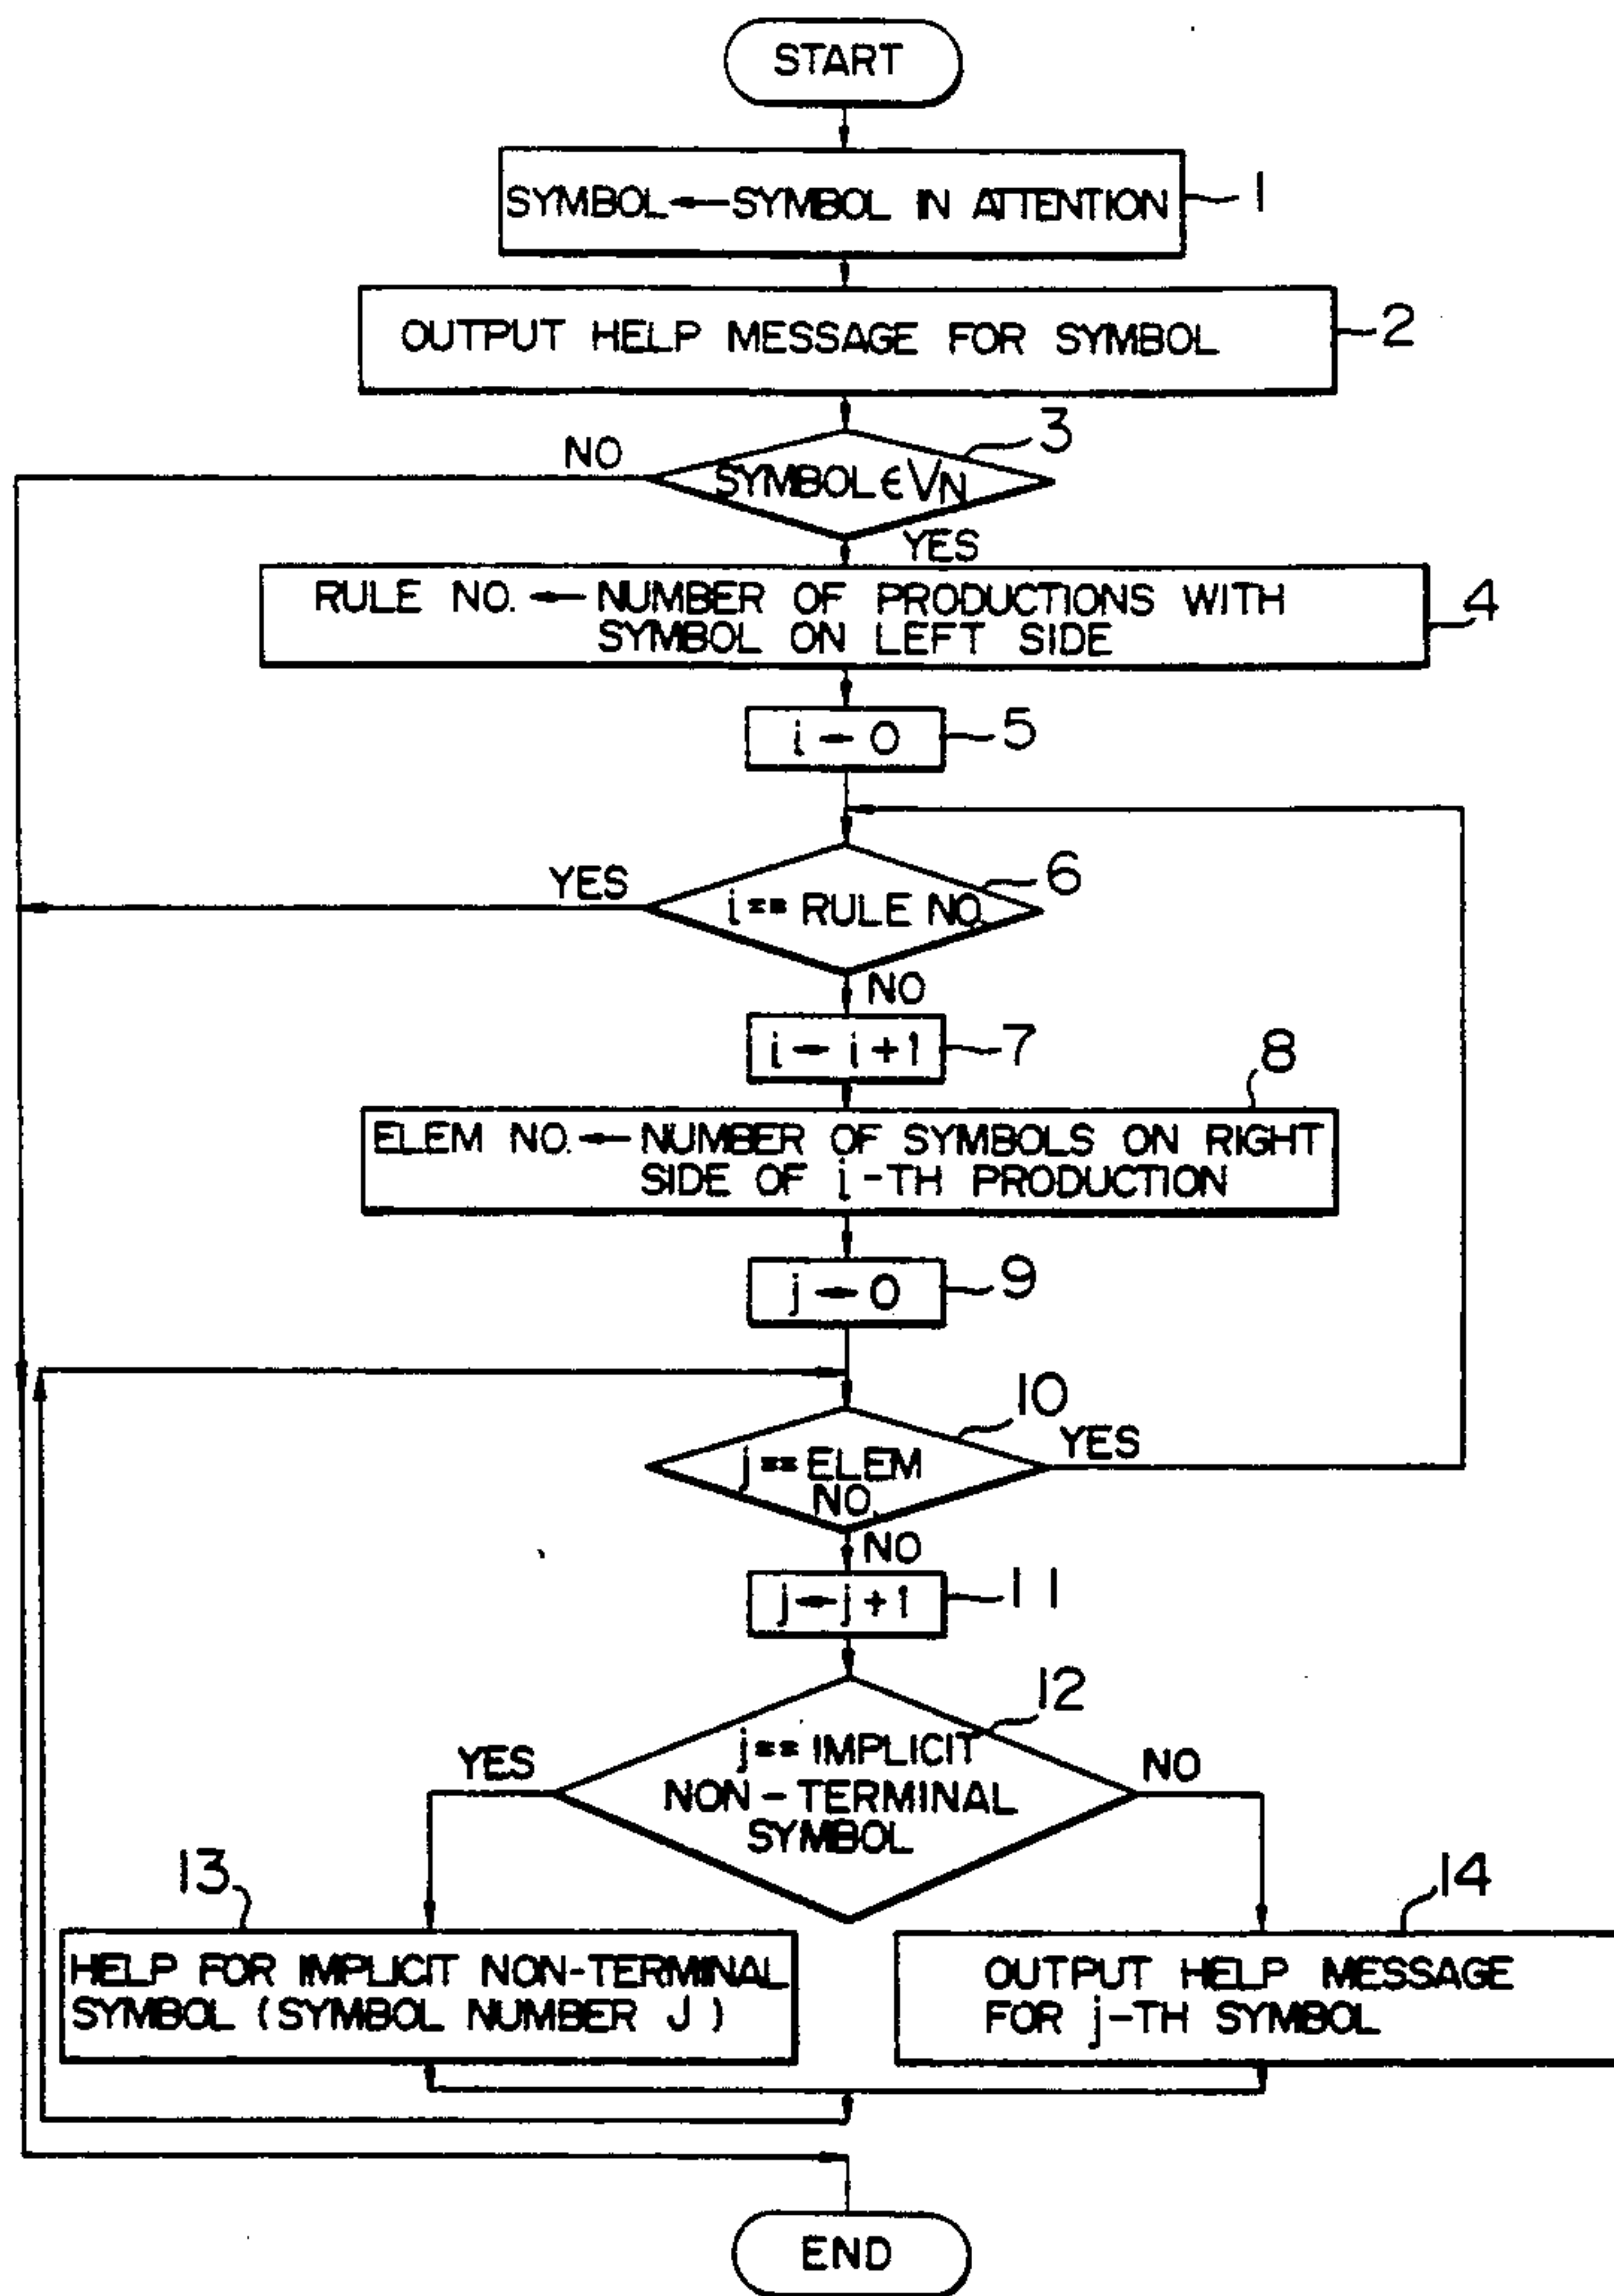 START
SYMBOL←SYMBOL IN ATTENTION
1
OUTPUT HELP MESSAGE FOR SYMBOL
2
3
NO
SYMBOL ϵ VN
YES
RULE NO. ← NUMBER OF PRODUCTIONS WITH
SYMBOL ON LEFT SIDE
4
i ← 0
5
6
YES
i == RULE NO.
NO
i ← i+1
7
8
ELEM NO. ← NUMBER OF SYMBOLS ON RIGHT
SIDE OF i-TH PRODUCTION
j ← 0
9
10
YES
j == ELEM
NO.
NO
j ← j+1
11
12
j == IMPLICIT
NON-TERMINAL
SYMBOL
YES
NO
13
14
HELP FOR IMPLICIT NON-TERMINAL
SYMBOL (SYMBOL NUMBER J)
OUTPUT HELP MESSAGE
FOR j-TH SYMBOL
END